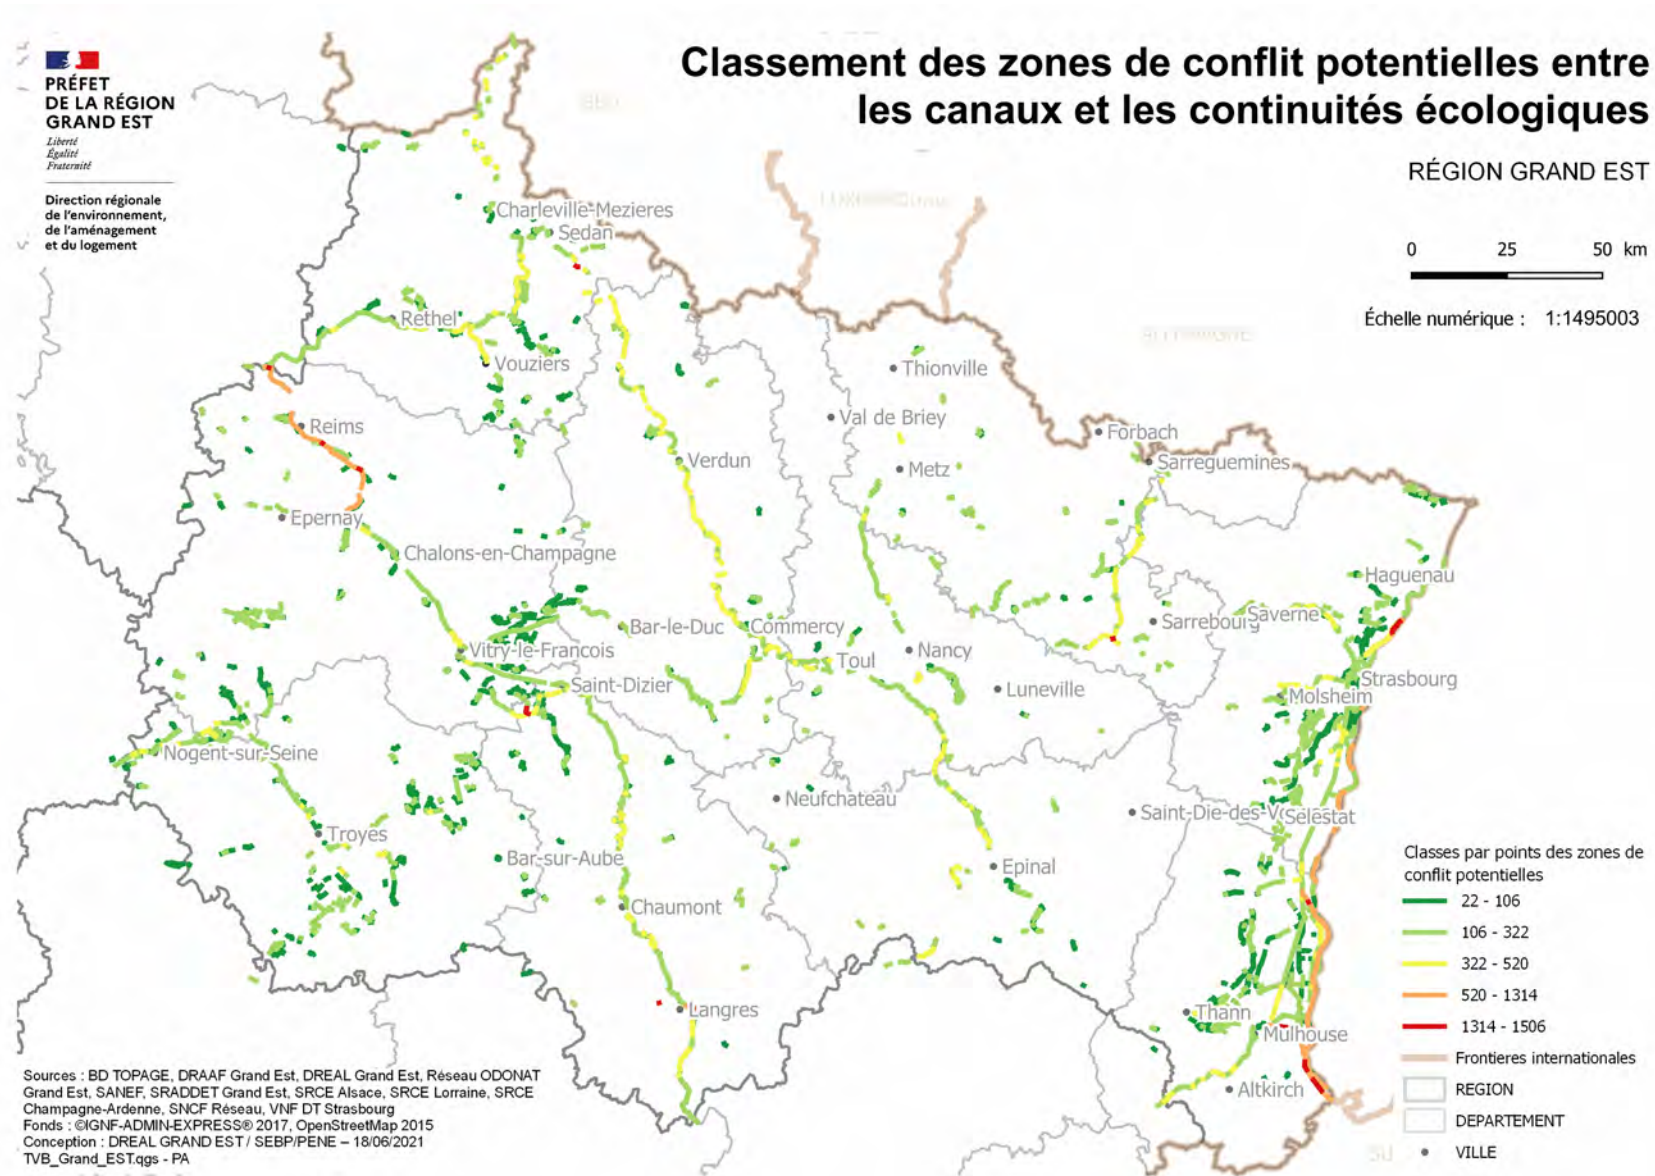 PRÉFET
DE LA RÉGION
GRAND EST
Liberté
Égalité
Fraternité
Direction régionale
de l'environnement,
de l'aménagement
et du logement
Classement des zones de conflit potentielles entre
les canaux et les continuités écologiques
RÉGION GRAND EST
0 25 50 km
Échelle numérique : 1:1495003
Charleville-Mezieres
Sedan
Rethel
Vouziers
Thionville
Val de Briey
Forbach
Reims
Verdun
Metz
Sarreguemines
Epernay
Chalons-en-Champagne
Haguenau
Bar-le-Duc
Commercy
Sarrebourg
Saverne
Vitry-le-Francois
Toul
Nancy
Saint-Dizier
Luneville
Strasbourg
Molsheim
Nogent-sur-Seine
Neufchateau
Saint-Die-des-Vo
Selestat
Troyes
Bar-sur-Aube
Epinal
Chaumont
Langres
Thann
Mulhouse
Altkirch
Classes par points des zones de
conflit potentielles
22 - 106
106 - 322
322 - 520
520 - 1314
1314 - 1506
Frontieres internationales
REGION
DEPARTEMENT
VILLE
Sources : BD TOPAGE, DRAAF Grand Est, DREAL Grand Est, Réseau ODONAT
Grand Est, SANEF, SRADDET Grand Est, SRCE Alsace, SRCE Lorraine, SRCE
Champagne-Ardenne, SNCF Réseau, VNF DT Strasbourg
Fonds : ©IGNF-ADMIN-EXPRESS® 2017, OpenStreetMap 2015
Conception : DREAL GRAND EST / SEBP/PENE – 18/06/2021
TVB_Grand_EST.qgs - PA